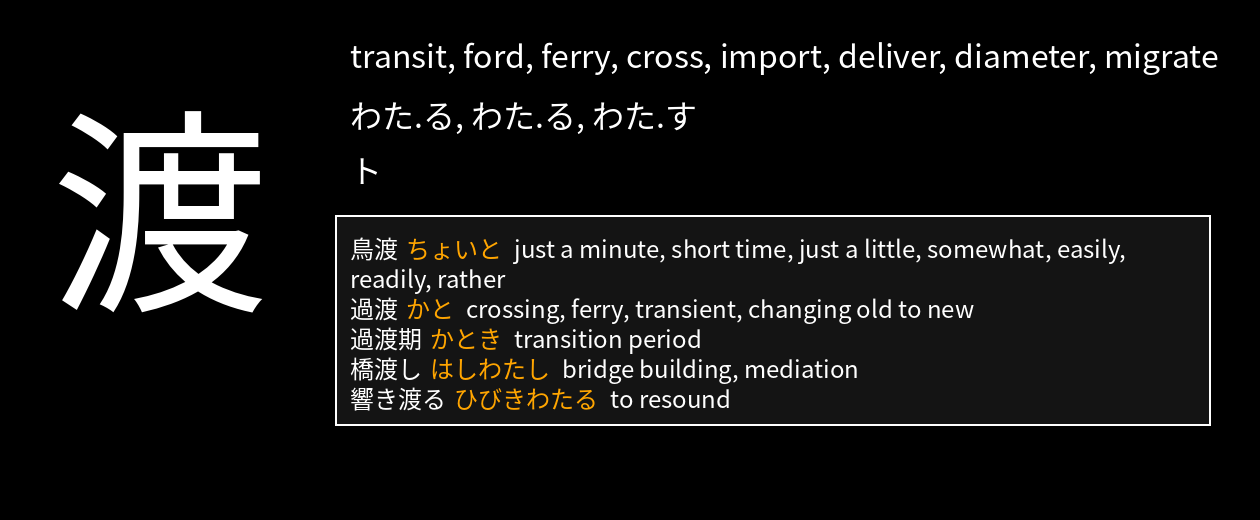 渡
transit, ford, ferry, cross, import, deliver, diameter, migrate
わた.る, わた.る, わた.す
ト
鳥渡 ちょいと just a minute, short time, just a little, somewhat, easily,
readily, rather
過渡 かと crossing, ferry, transient, changing old to new
過渡期 かとき transition period
橋渡し はしわたし bridge building, mediation
響き渡る ひびきわたる to resound